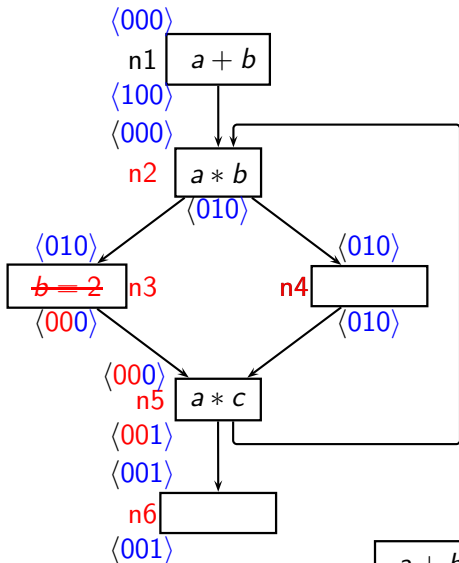 ⟨000⟩
n1 a + b
⟨100⟩
⟨000⟩
n2 a ∗ b
⟨010⟩
⟨010⟩ ⟨010⟩
b = 2 n3 n4
⟨000⟩ ⟨010⟩
⟨000⟩
n5 a ∗ c
⟨001⟩
⟨001⟩
n6
⟨001⟩
a + b